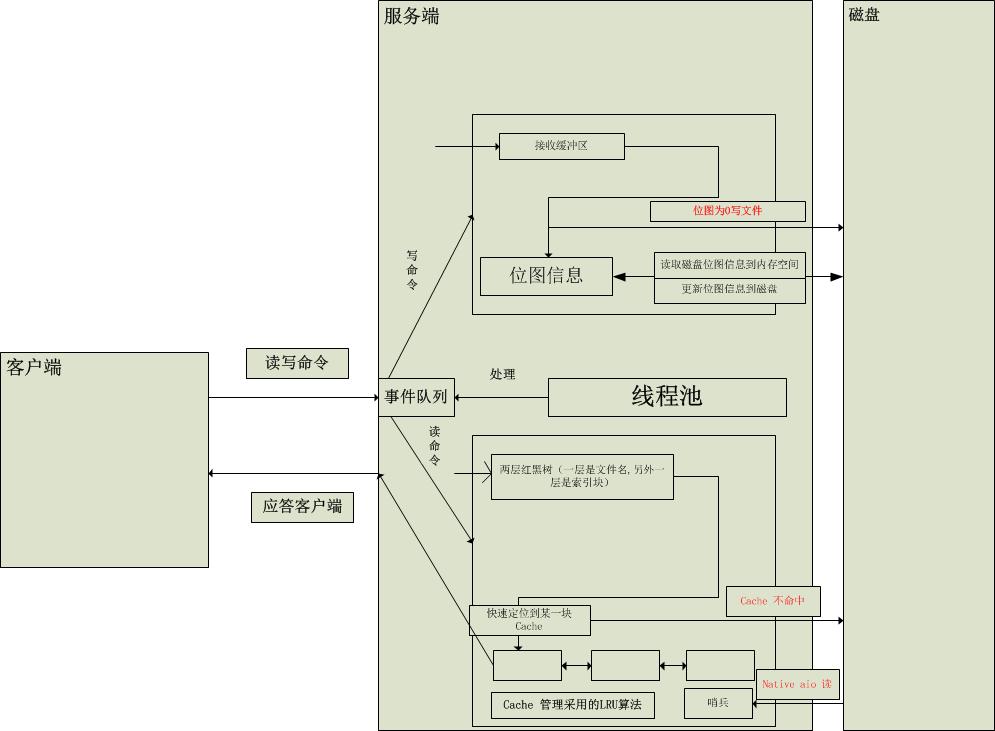 服务端
磁盘
接收缓冲区
位图为0写文件
写
命
令
位图信息
读取磁盘位图信息到内存空间
更新位图信息到磁盘
客户端
读写命令
事件队列
处理
线程池
读
命
令
两层红黑树（一层是文件名,另外一
层是索引块）
应答客户端
Cache 不命中
快速定位到某一块
Cache
Native aio 读
Cache 管理采用的LRU算法
哨兵